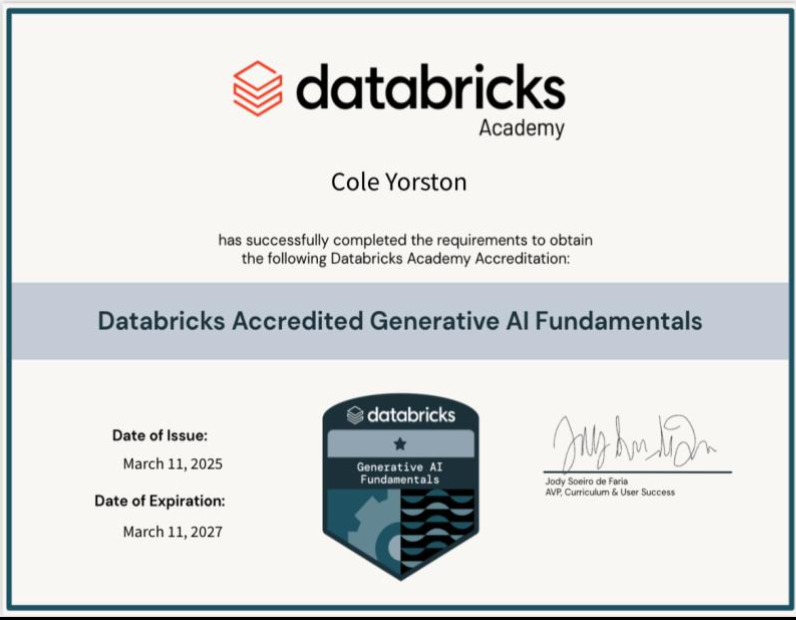 databricks
Academy
Cole Yorston
has successfully completed the requirements to obtain
the following Databricks Academy Accreditation:
Databricks Accredited Generative AI Fundamentals
Date of Issue:
March 11, 2025
Date of Expiration:
March 11, 2027
databricks
Generative AI
Fundamentals
Jody Soeiro de Faria
AVP, Curriculum & User Success